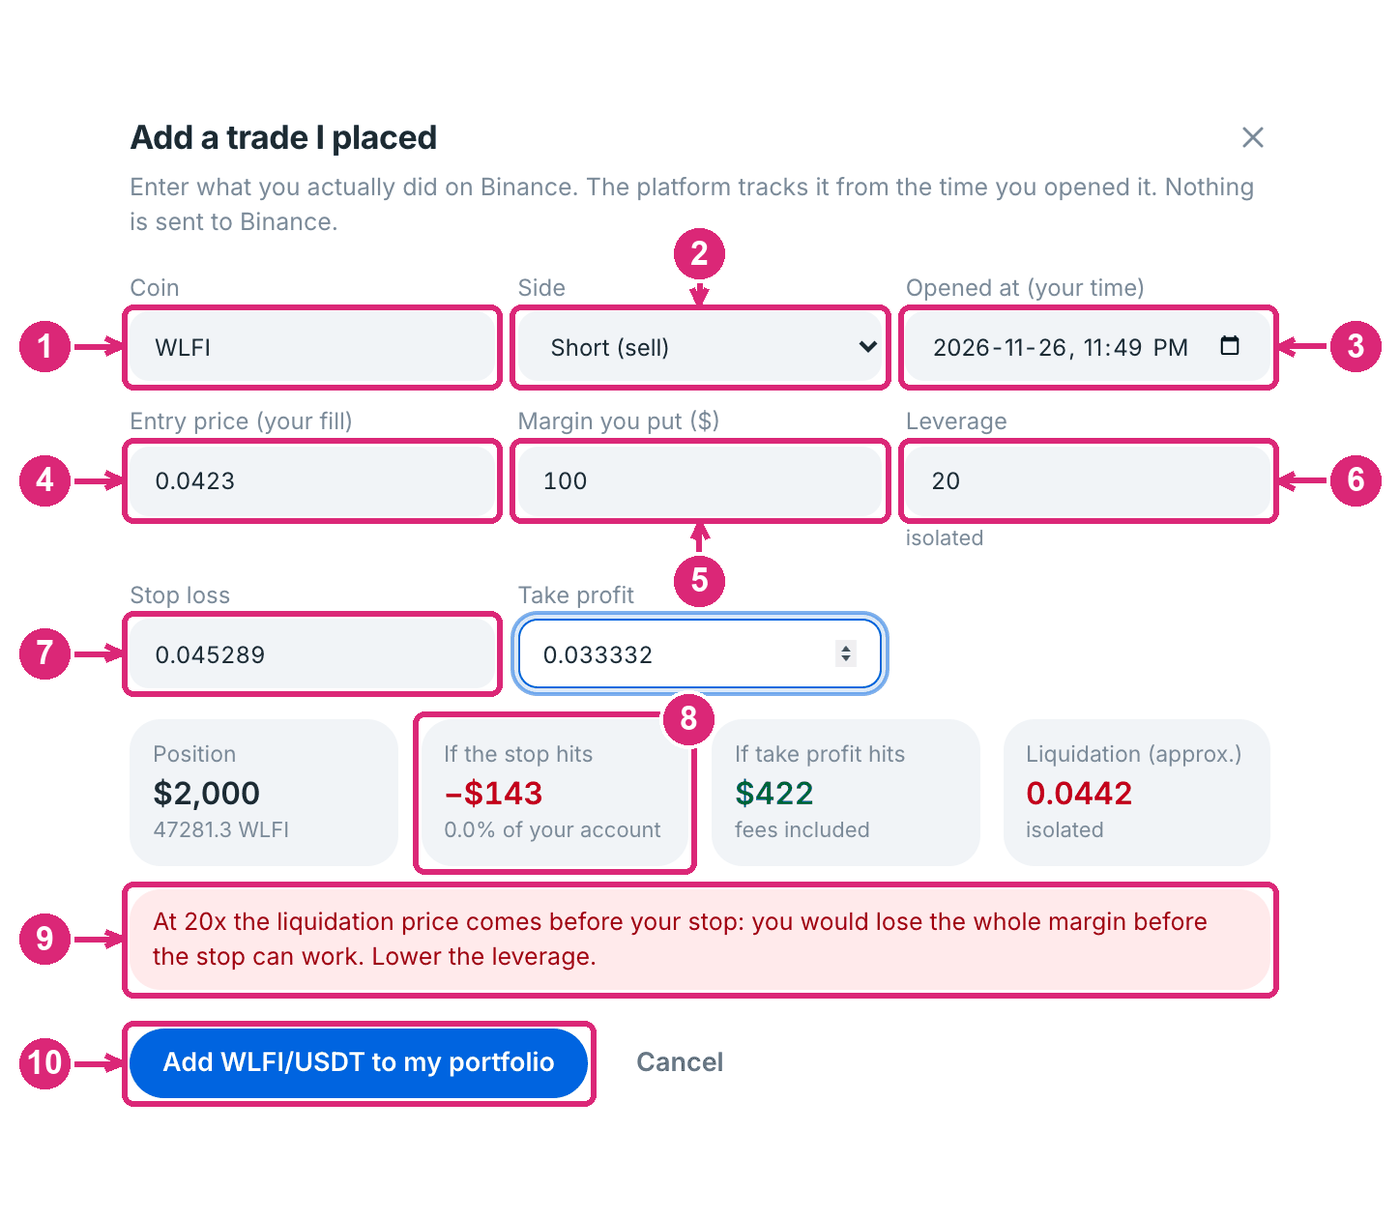 Add a trade I placed
Enter what you actually did on Binance. The platform tracks it from the time you opened it. Nothing
is sent to Binance.
2
Coin
Side
Opened at (your time)
1
WLFI
Short (sell)
2026-11-26, 11:49 PM
3
Entry price (your fill)
Margin you put ($)
Leverage
4
0.0423
100
20
6
isolated
5
Stop loss
Take profit
7
0.045289
0.033332
8
Position
If the stop hits
If take profit hits
Liquidation (approx.)
$2,000
−$143
$422
0.0442
47281.3 WLFI
0.0% of your account
fees included
isolated
9
At 20x the liquidation price comes before your stop: you would lose the whole margin before
the stop can work. Lower the leverage.
10
Add WLFI/USDT to my portfolio
Cancel